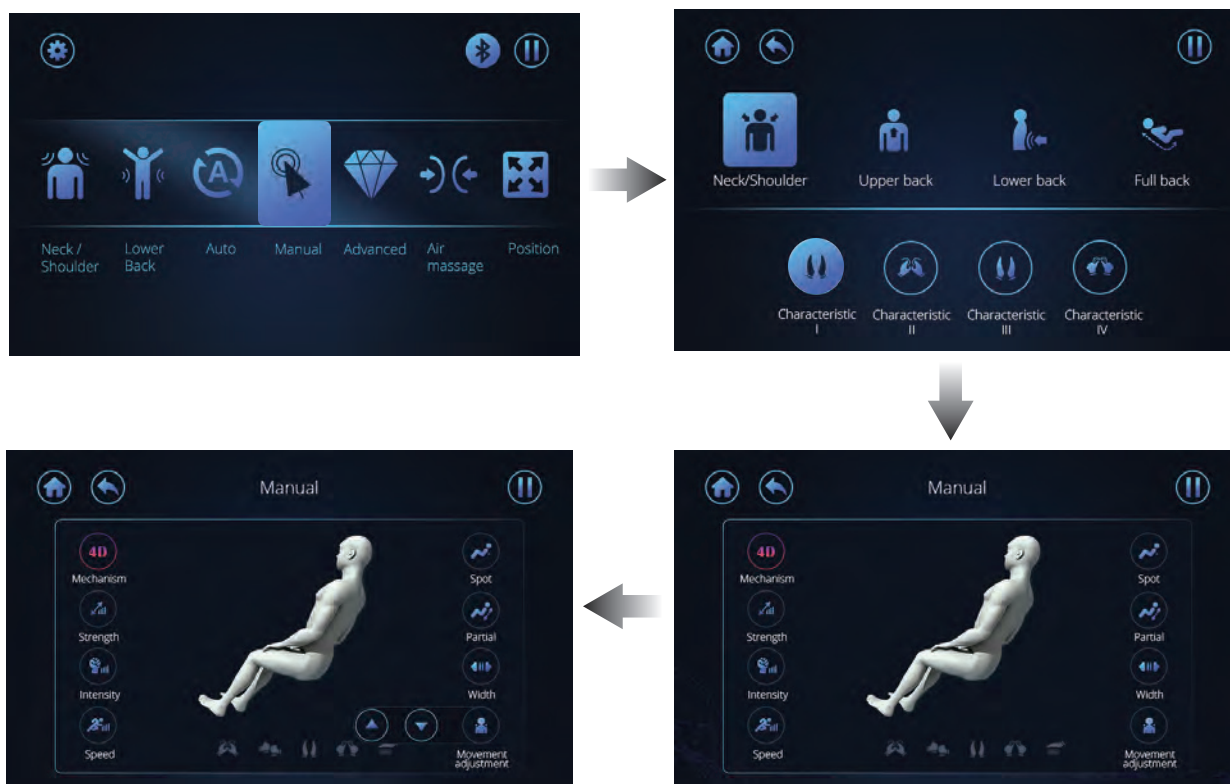 Neck / Shoulder
Lower Back
Auto
Manual
Advanced
Air massage
Position
Neck/Shoulder
Upper back
Lower back
Full back
Characteristic I
Characteristic II
Characteristic III
Characteristic IV
Manual
4D
Mechanism
Strength
Intensity
Speed
Spot
Partial
Width
Movement adjustment
Manual
4D
Mechanism
Strength
Intensity
Speed
Spot
Partial
Width
Movement adjustment